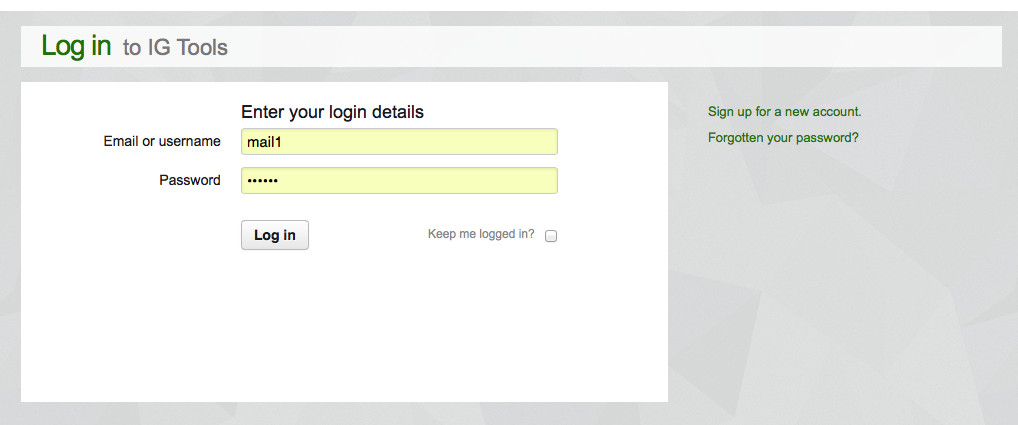 Log in to IG Tools
Enter your login details
Email or username mail1
Password ••••••
Log in Keep me logged in?
Sign up for a new account.
Forgotten your password?